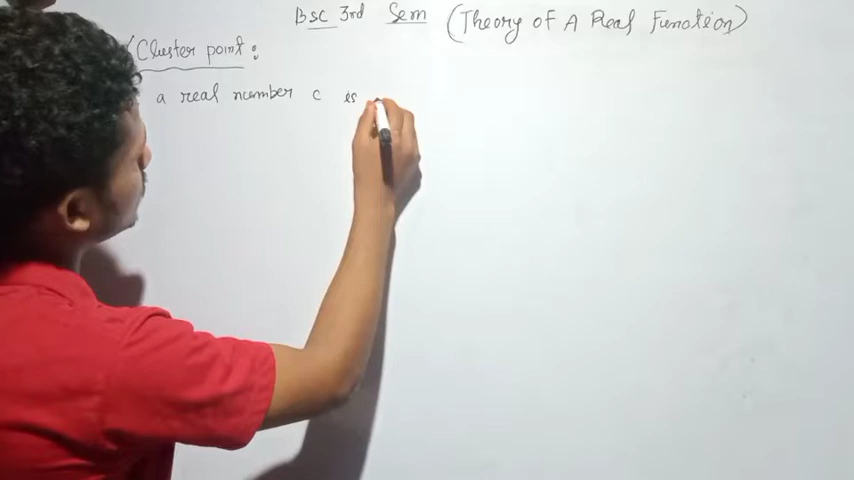 BSC 3rd Sem (Theory of A Real Function)
Cluster point :
a real number c is